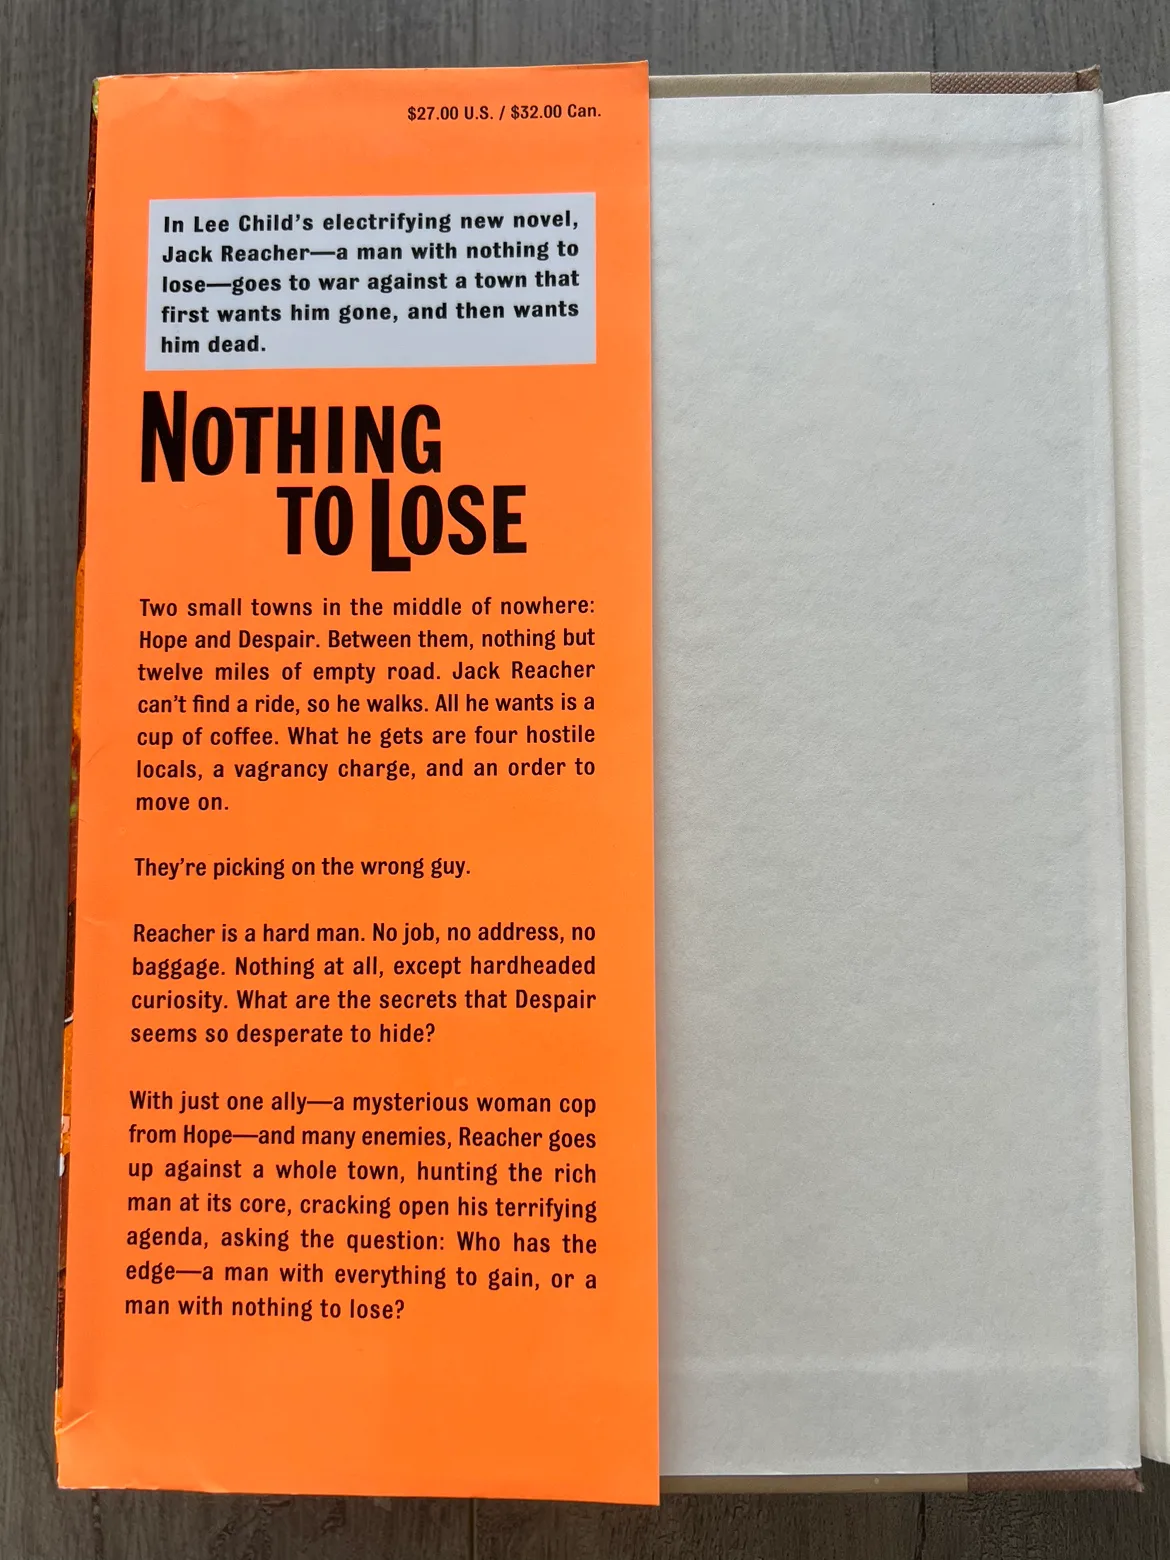 $27.00 U.S. / $32.00 Can.
In Lee Child's electrifying new novel,
Jack Reacher—a man with nothing to
lose—goes to war against a town that
first wants him gone, and then wants
him dead.
NOTHING
TO LOSE
Two small towns in the middle of nowhere:
Hope and Despair. Between them, nothing but
twelve miles of empty road. Jack Reacher
can't find a ride, so he walks. All he wants is a
cup of coffee. What he gets are four hostile
locals, a vagrancy charge, and an order to
move on.
They're picking on the wrong guy.
Reacher is a hard man. No job, no address, no
baggage. Nothing at all, except hardheaded
curiosity. What are the secrets that Despair
seems so desperate to hide?
With just one ally—a mysterious woman cop
from Hope—and many enemies, Reacher goes
up against a whole town, hunting the rich
man at its core, cracking open his terrifying
agenda, asking the question: Who has the
edge—a man with everything to gain, or a
man with nothing to lose?